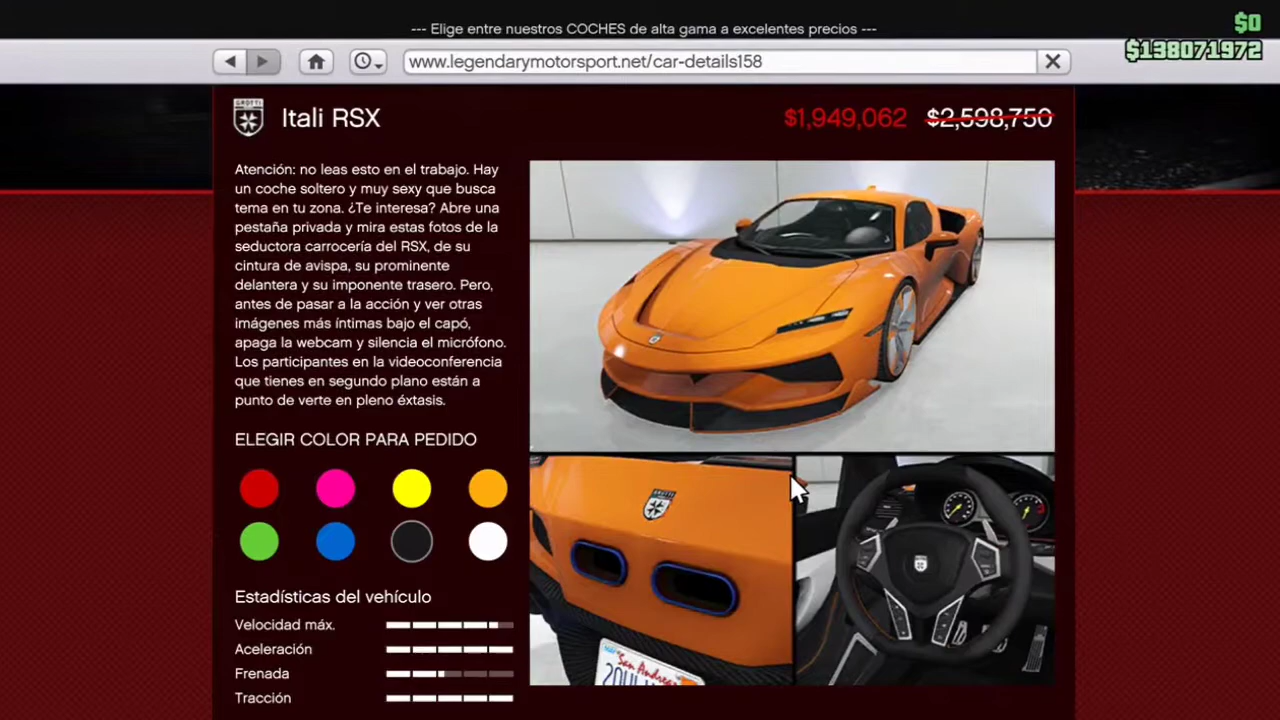 --- Elige entre nuestros COCHES de alta gama a excelentes precios ---
$0
$138071972
www.legendarymotorsport.net/car-details158
GROTTI
Itali RSX
$1,949,062 $2,598,750
Atención: no leas esto en el trabajo. Hay
un coche soltero y muy sexy que busca
tema en tu zona. ¿Te interesa? Abre una
pestaña privada y mira estas fotos de la
seductora carrocería del RSX, de su
cintura de avispa, su prominente
delantera y su imponente trasero. Pero,
antes de pasar a la acción y ver otras
imágenes más íntimas bajo el capó,
apaga la webcam y silencia el micrófono.
Los participantes en la videoconferencia
que tienes en segundo plano están a
punto de verte en pleno éxtasis.
ELEGIR COLOR PARA PEDIDO
Estadísticas del vehículo
Velocidad máx.
Aceleración
Frenada
Tracción
GROTTI
San Andreas